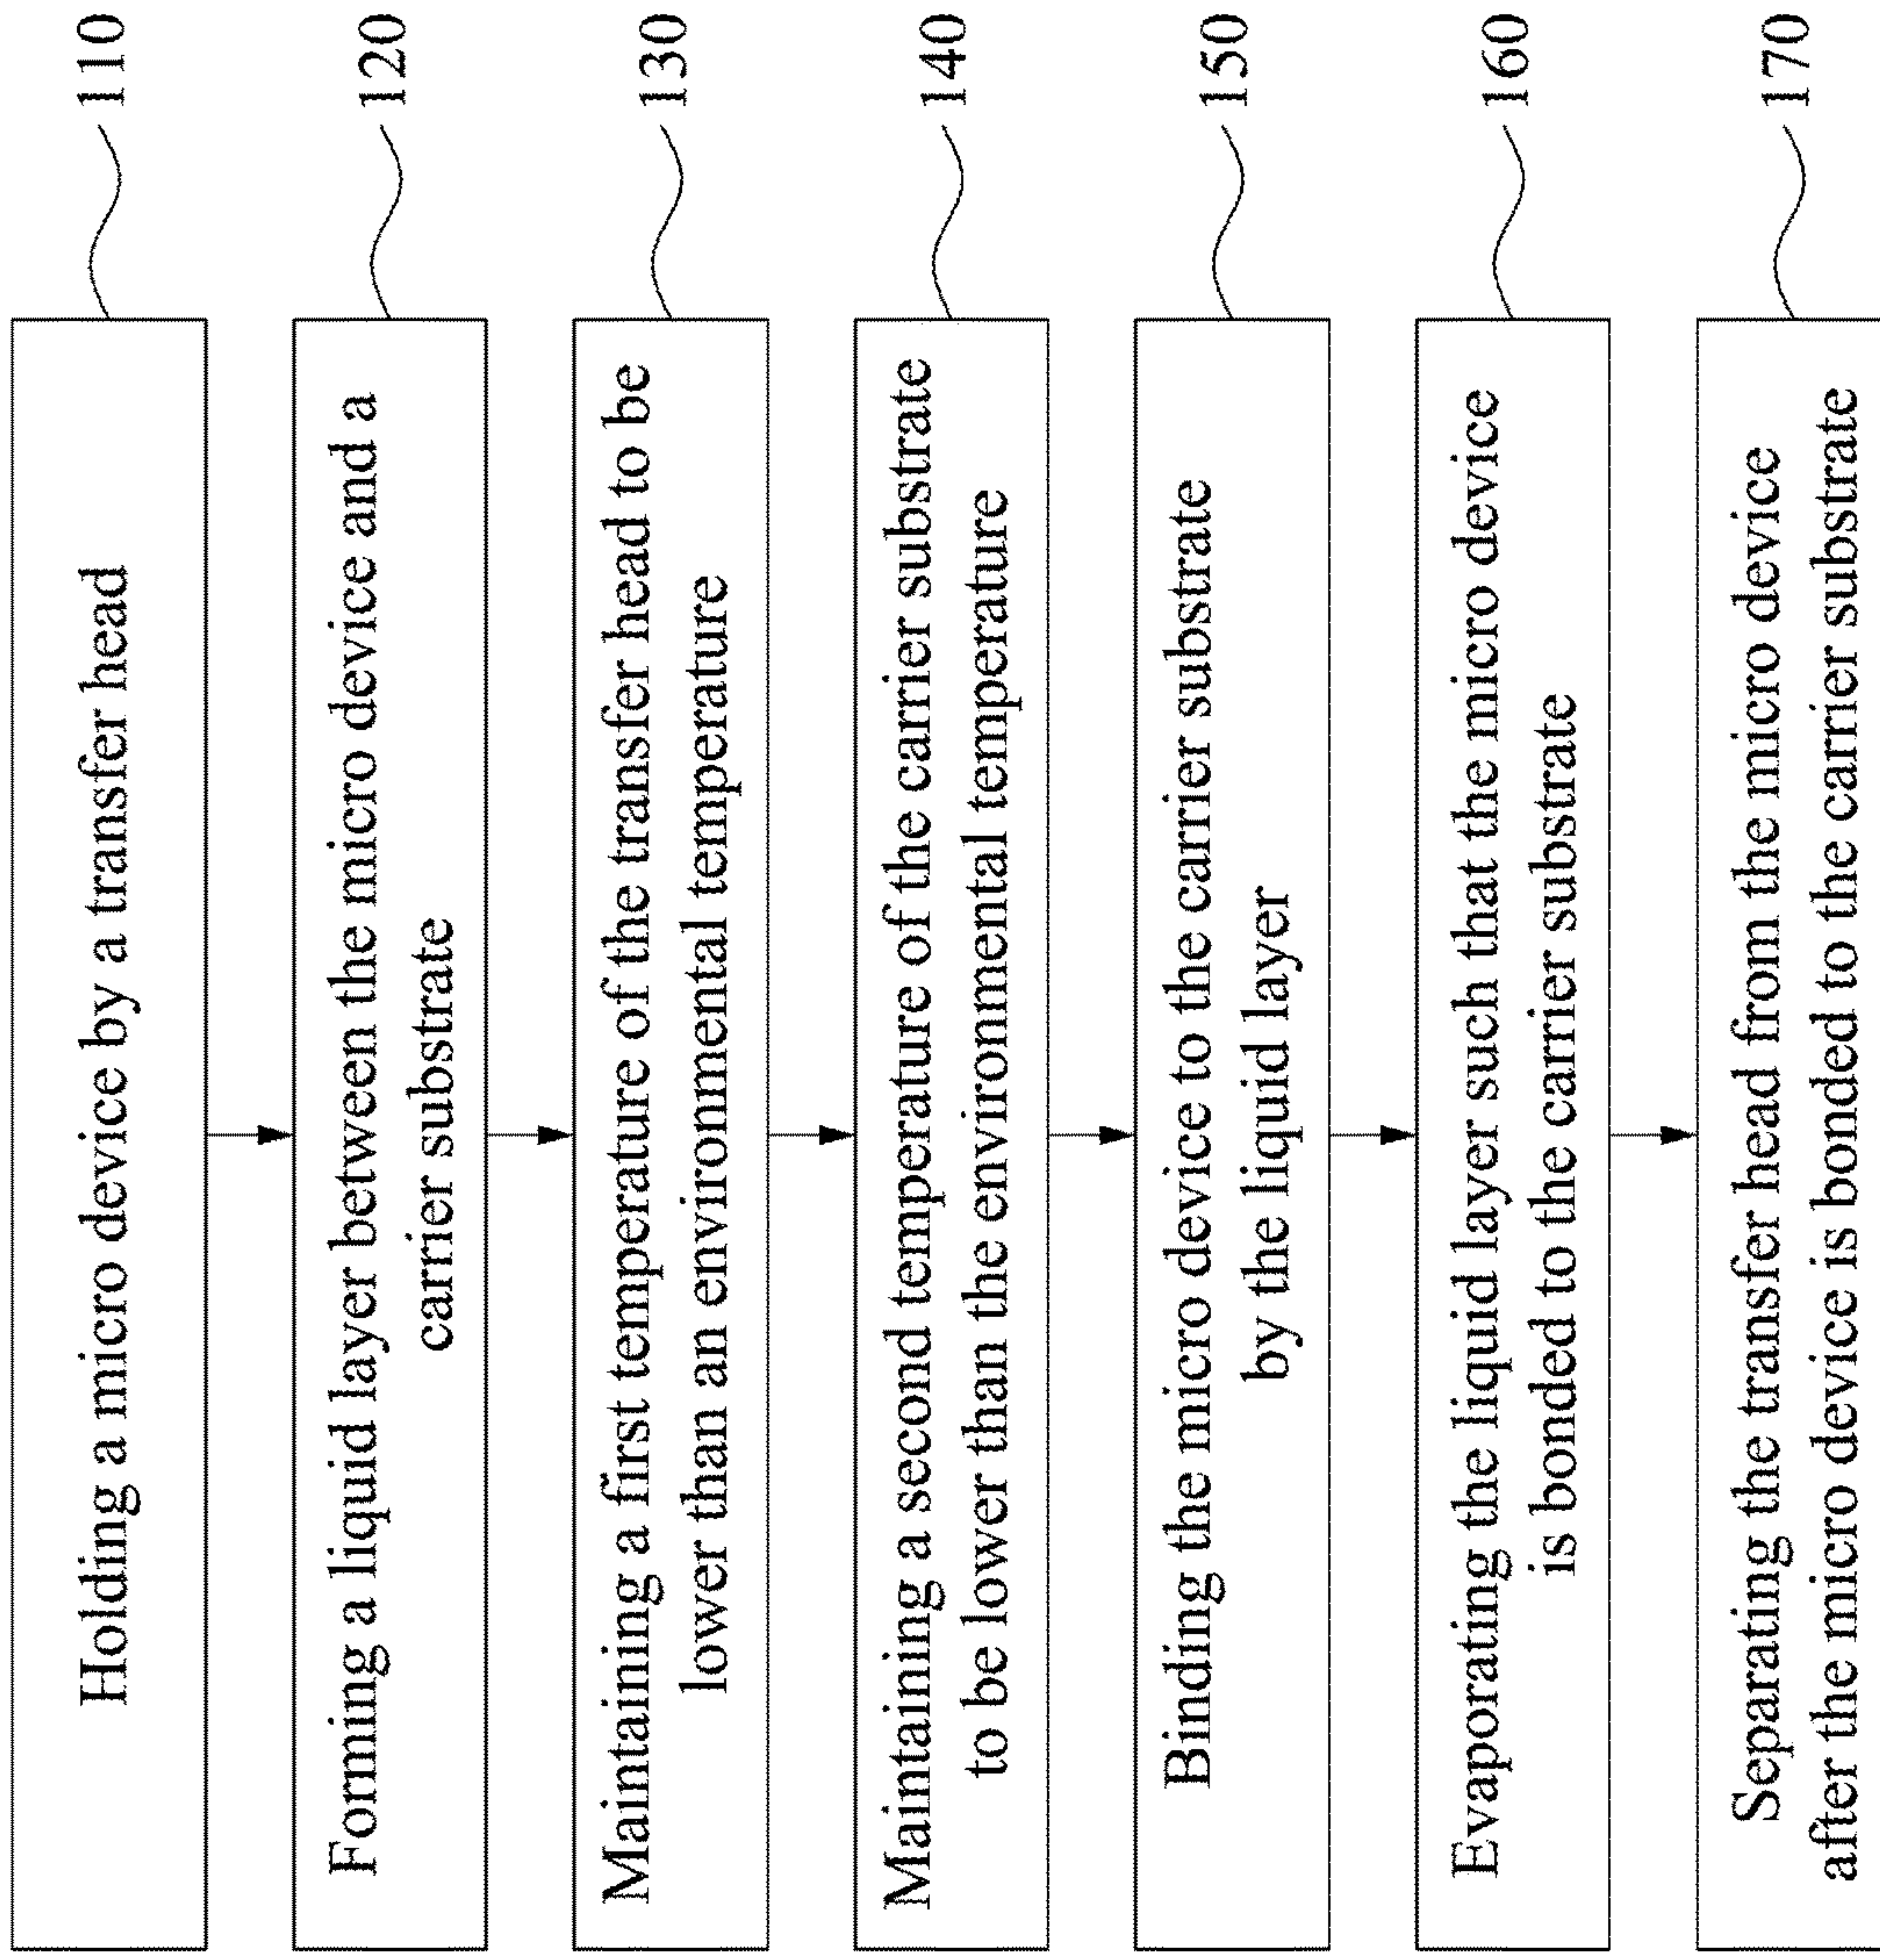 Holding a micro device by a transfer head
110
Forming a liquid layer between the micro device and a
carrier substrate
120
Maintaining a first temperature of the transfer head to be
lower than an environmental temperature
130
Maintaining a second temperature of the carrier substrate
to be lower than the environmental temperature
140
Binding the micro device to the carrier substrate
by the liquid layer
150
Evaporating the liquid layer such that the micro device
is bonded to the carrier substrate
160
Separating the transfer head from the micro device
after the micro device is bonded to the carrier substrate
170